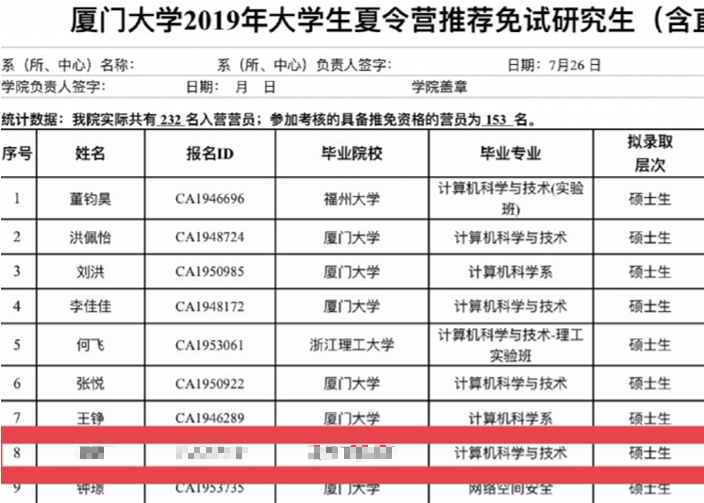 厦门大学2019年大学生夏令营推荐免试研究生（含直
系（所、中心）名称： 系（所、中心）负责人签字： 日期：7月26日
学院负责人签字： 日期： 月 日 学院盖章
统计数据：我院实际共有 232 名入营营员；参加考核的具备推免资格的营员为 153 名。
序号 姓名 报名ID 毕业院校 毕业专业 拟录取
层次
1 董钧昊 CA1946696 福州大学 计算机科学与技术(实验
班) 硕士生
2 洪佩怡 CA1948724 厦门大学 计算机科学与技术 硕士生
3 刘洪 CA1950985 厦门大学 计算机科学系 硕士生
4 李佳佳 CA1948172 厦门大学 计算机科学与技术 硕士生
5 何飞 CA1953061 浙江理工大学 计算机科学与技术-理工
实验班 硕士生
6 张悦 CA1950922 厦门大学 计算机科学与技术 硕士生
7 王铮 CA1946289 厦门大学 计算机科学系 硕士生
8 计算机科学与技术 硕士生
9 钟璟 CA1953735 厦门大学 网络空间安全 硕士生